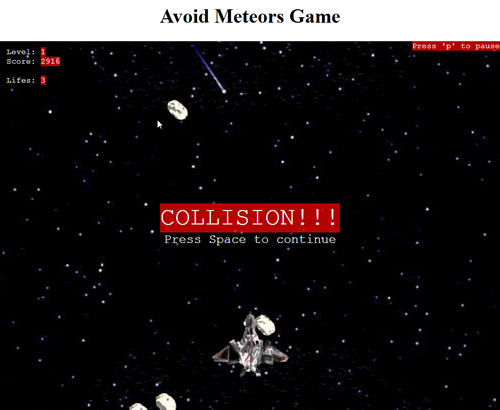 Avoid Meteors Game
Level: 1
Press 'p' to pause
Score: 2916
Lifes: 3
COLLISION!!!
Press Space to continue